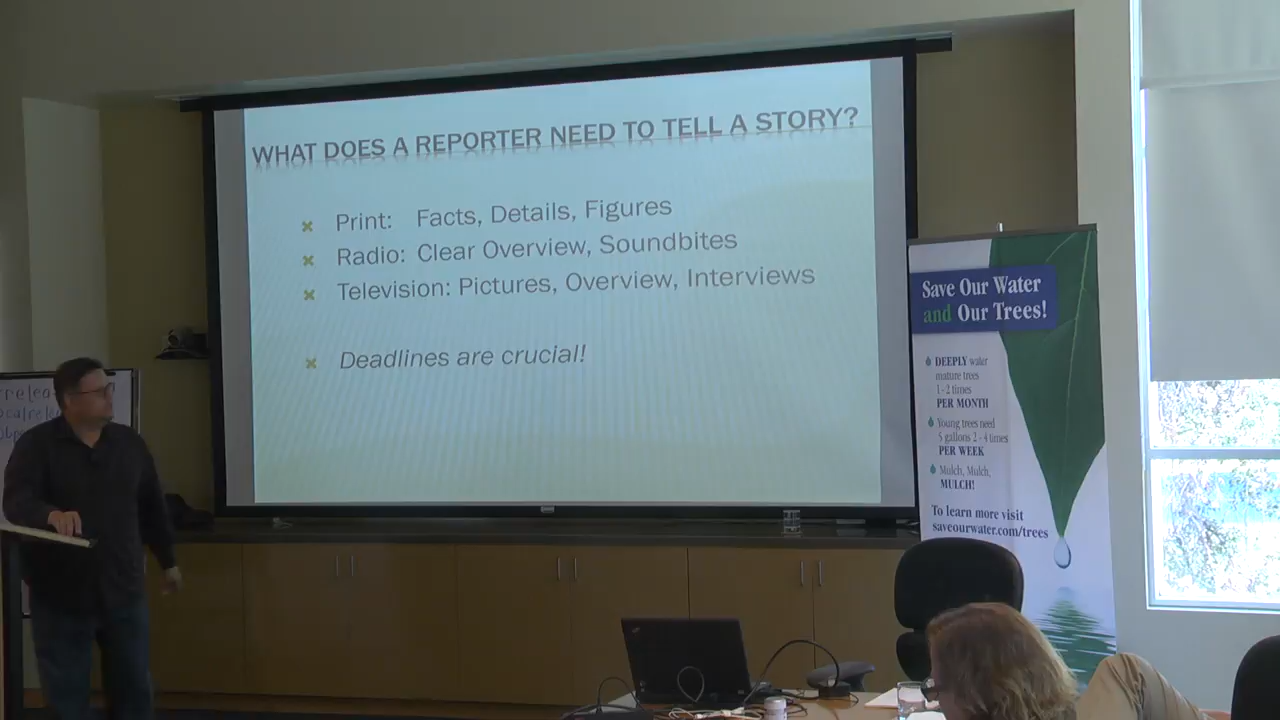 WHAT DOES A REPORTER NEED TO TELL A STORY?
Print: Facts, Details, Figures
Radio: Clear Overview, Soundbites
Television: Pictures, Overview, Interviews
Deadlines are crucial!
Save Our Water
and Our Trees!
DEEPLY water
mature trees
1-2 times
PER MONTH
Young trees need
5 gallons 2-4 times
PER WEEK
Mulch, Mulch,
MULCH!
To learn more visit
saveourwater.com/trees